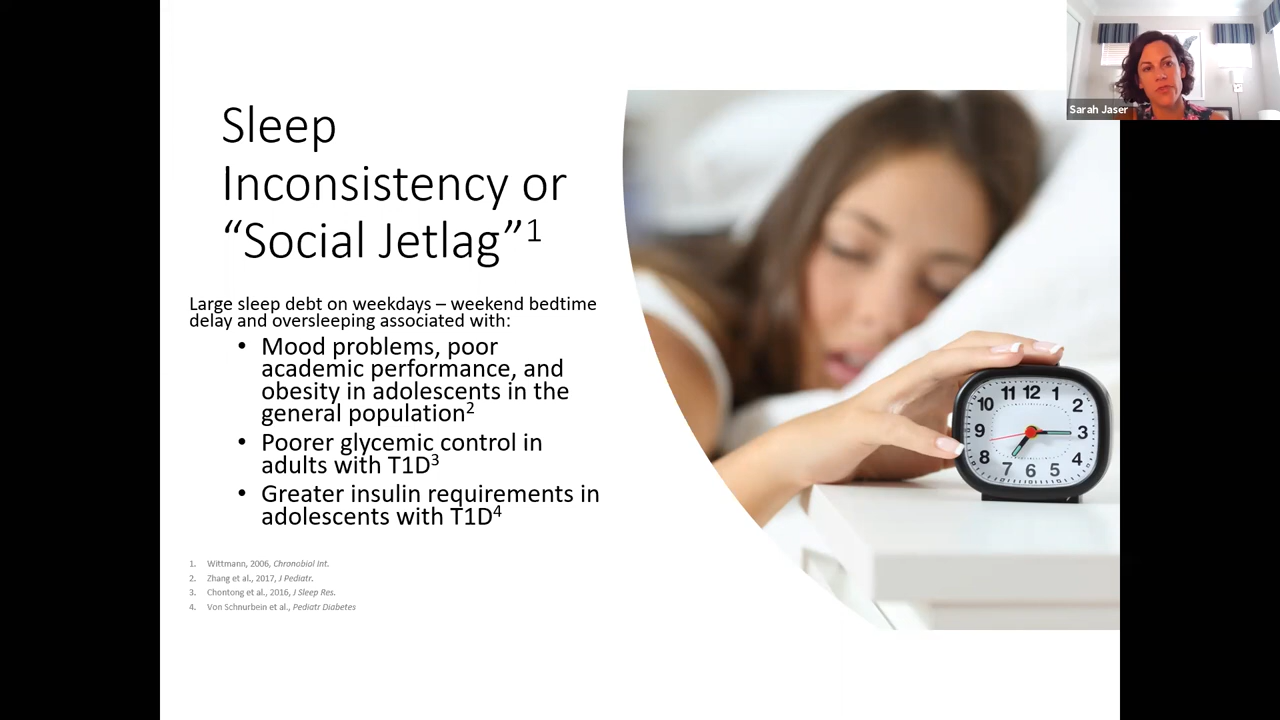 Sarah Jaser
Sleep
Inconsistency or
“Social Jetlag”1
Large sleep debt on weekdays – weekend bedtime
delay and oversleeping associated with:
• Mood problems, poor
academic performance, and
obesity in adolescents in the
general population2
• Poorer glycemic control in
adults with T1D3
• Greater insulin requirements in
adolescents with T1D4
1. Wittmann, 2006, Chronobiol Int.
2. Zhang et al., 2017, J Pediatr.
3. Chontong et al., 2016, J Sleep Res.
4. Von Schnurbein et al., Pediatr Diabetes
11 12 1
10 2
9 3
8 4
7 6 5